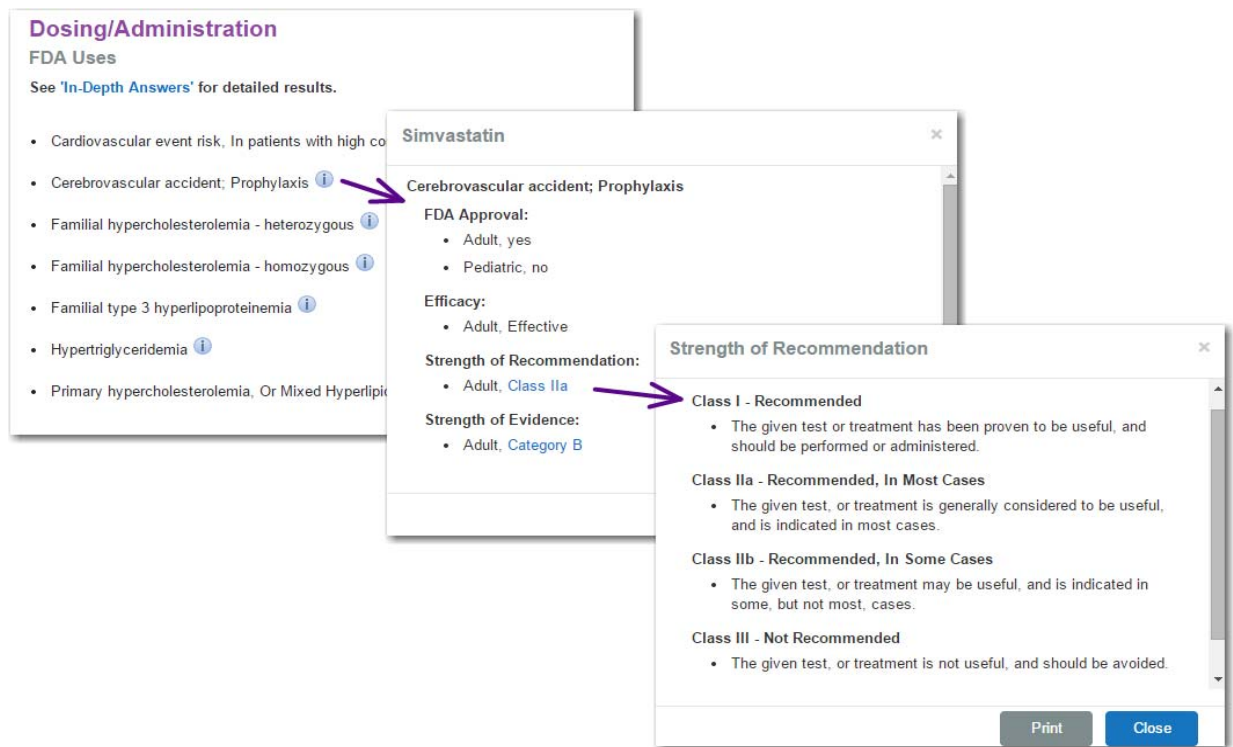 Dosing/Administration
FDA Uses
See 'In-Depth Answers' for detailed results.
• Cardiovascular event risk, In patients with high
• Cerebrovascular accident; Prophylaxis i
• Familial hypercholesterolemia - heterozygous i
• Familial hypercholesterolemia - homozygous i
• Familial type 3 hyperlipoproteinemia i
• Hypertriglyceridemia i
• Primary hypercholesterolemia, Or Mixed
Simvastatin ×
Cerebrovascular accident; Prophylaxis
FDA Approval:
• Adult, yes
• Pediatric, no
Efficacy:
• Adult, Effective
Strength of Recommendation:
• Adult, Class IIa
Strength of Evidence:
• Adult, Category B
Strength of Recommendation ×
Class I - Recommended
• The given test or treatment has been proven to be useful, and
should be performed or administered.
Class IIa - Recommended, In Most Cases
• The given test, or treatment is generally considered to be useful,
and is indicated in most cases.
Class IIb - Recommended, In Some Cases
• The given test, or treatment may be useful, and is indicated in
some, but not most, cases.
Class III - Not Recommended
• The given test, or treatment is not useful, and should be avoided.
Print
Close